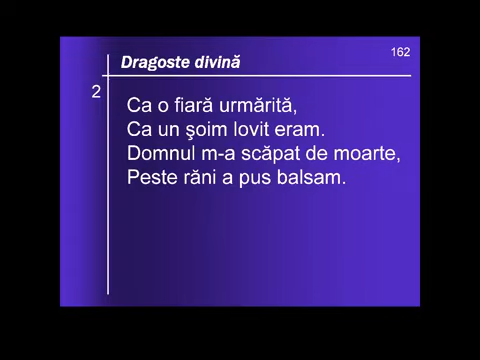 162
Dragoste divină
2
Ca o fiară urmărită,
Ca un şoim lovit eram.
Domnul m-a scăpat de moarte,
Peste răni a pus balsam.